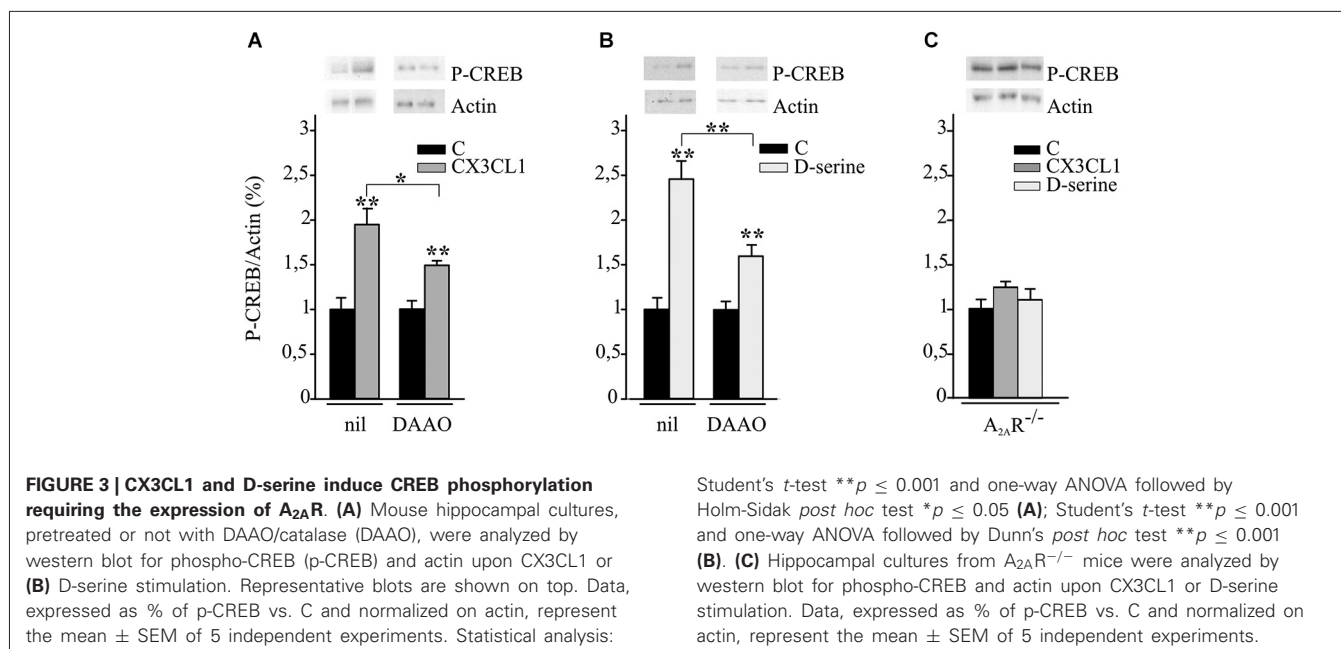 A
P-CREB
Actin
P-CREB/Actin (%)
3
2,5
2
1,5
1
0,5
0
C
CX3CL1
*
**
**
nil
DAAO
B
P-CREB
Actin
3
2,5
2
1,5
1
0,5
0
**
C
D-serine
**
**
nil
DAAO
C
P-CREB
Actin
3
2,5
2
1,5
1
0,5
0
C
CX3CL1
D-serine
A₂ₐR⁻/⁻
FIGURE 3 | CX3CL1 and D-serine induce CREB phosphorylation
requiring the expression of A₂ₐR. (A) Mouse hippocampal cultures,
pretreated or not with DAAO/catalase (DAAO), were analyzed by
western blot for phospho-CREB (p-CREB) and actin upon CX3CL1 or
(B) D-serine stimulation. Representative blots are shown on top. Data,
expressed as % of p-CREB vs. C and normalized on actin, represent
the mean ± SEM of 5 independent experiments. Statistical analysis:
Student's t-test **p ≤ 0.001 and one-way ANOVA followed by
Holm-Sidak post hoc test *p ≤ 0.05 (A); Student's t-test **p ≤ 0.001
and one-way ANOVA followed by Dunn's post hoc test **p ≤ 0.001
(B). (C) Hippocampal cultures from A₂ₐR⁻/⁻ mice were analyzed by
western blot for phospho-CREB and actin upon CX3CL1 or D-serine
stimulation. Data, expressed as % of p-CREB vs. C and normalized on
actin, represent the mean ± SEM of 5 independent experiments.